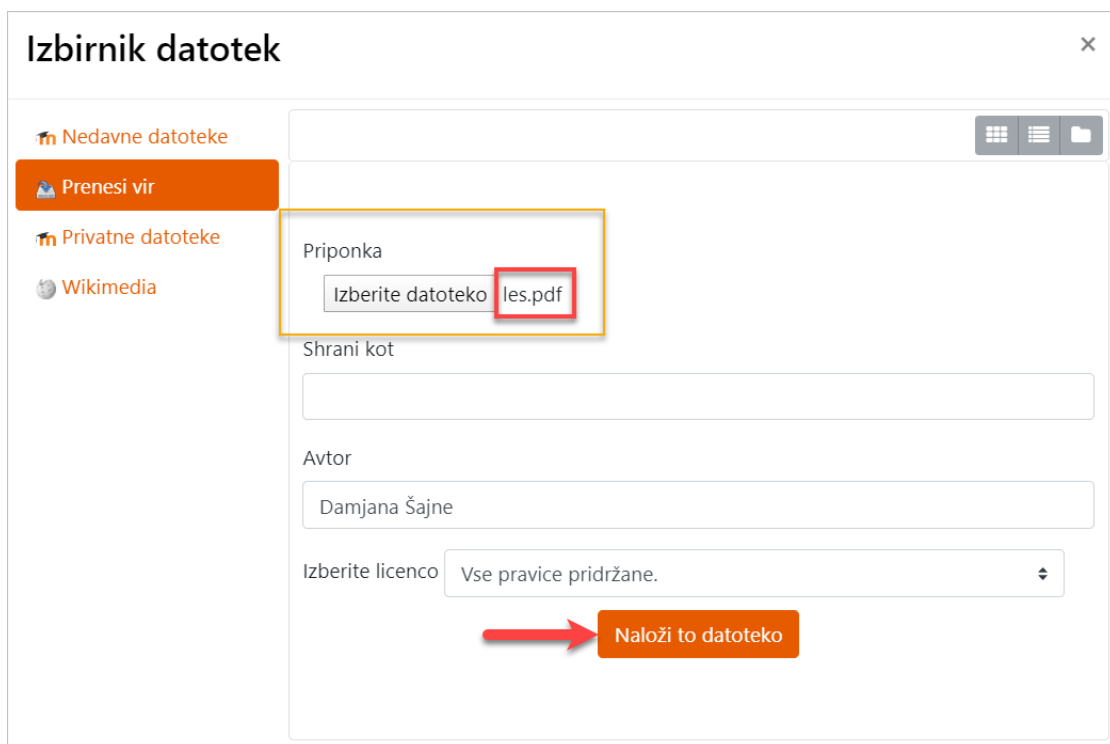 Izbirnik datotek
Nedavne datoteke
Prenesi vir
Privatne datoteke
Wikimedia
Priponka
Izberite datoteko les.pdf
Shrani kot
Avtor
Damjana Šajne
Izberite licenco Vse pravice pridržane.
Naloži to datoteko